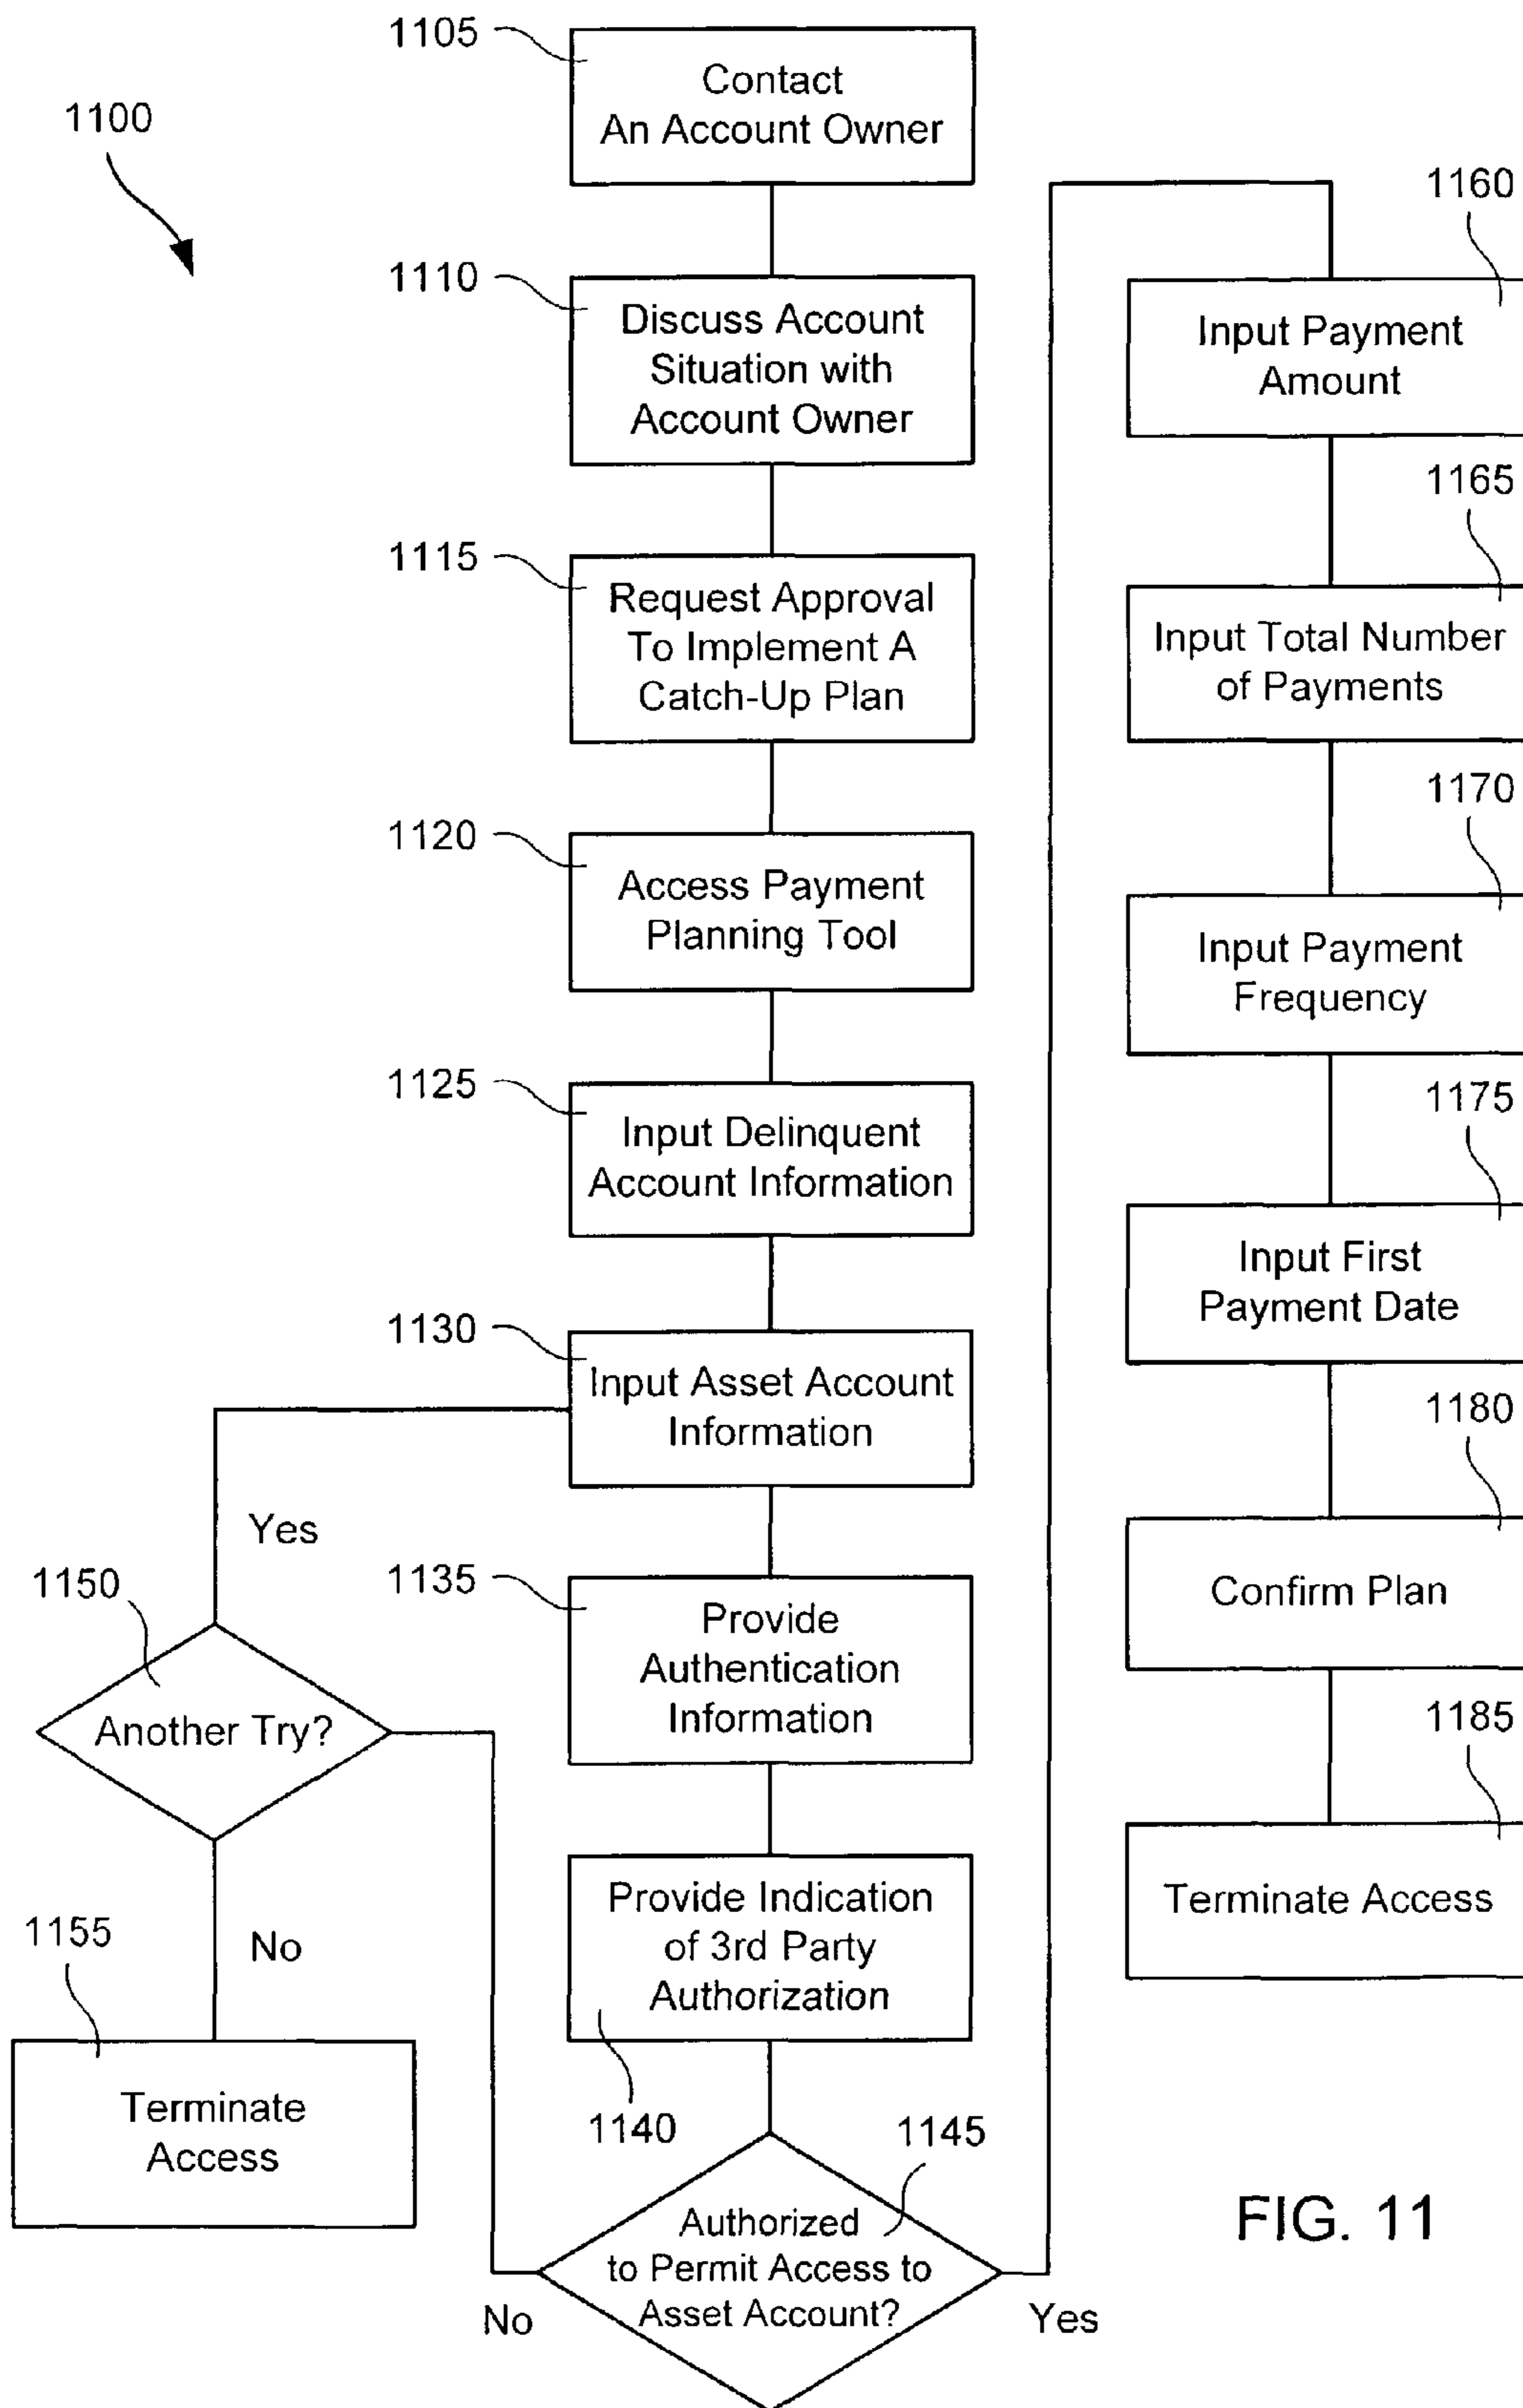 1100
1105
Contact
An Account Owner
1110
Discuss Account
Situation with
Account Owner
1115
Request Approval
To Implement A
Catch-Up Plan
1120
Access Payment
Planning Tool
1125
Input Delinquent
Account Information
1130
Input Asset Account
Information
1135
Provide
Authentication
Information
Provide Indication
of 3rd Party
Authorization
1140
1145
Authorized
to Permit Access to
Asset Account?
No
Yes
Yes
1150
Another Try?
No
1155
Terminate
Access
1160
Input Payment
Amount
1165
Input Total Number
of Payments
1170
Input Payment
Frequency
1175
Input First
Payment Date
1180
Confirm Plan
1185
Terminate Access
FIG. 11